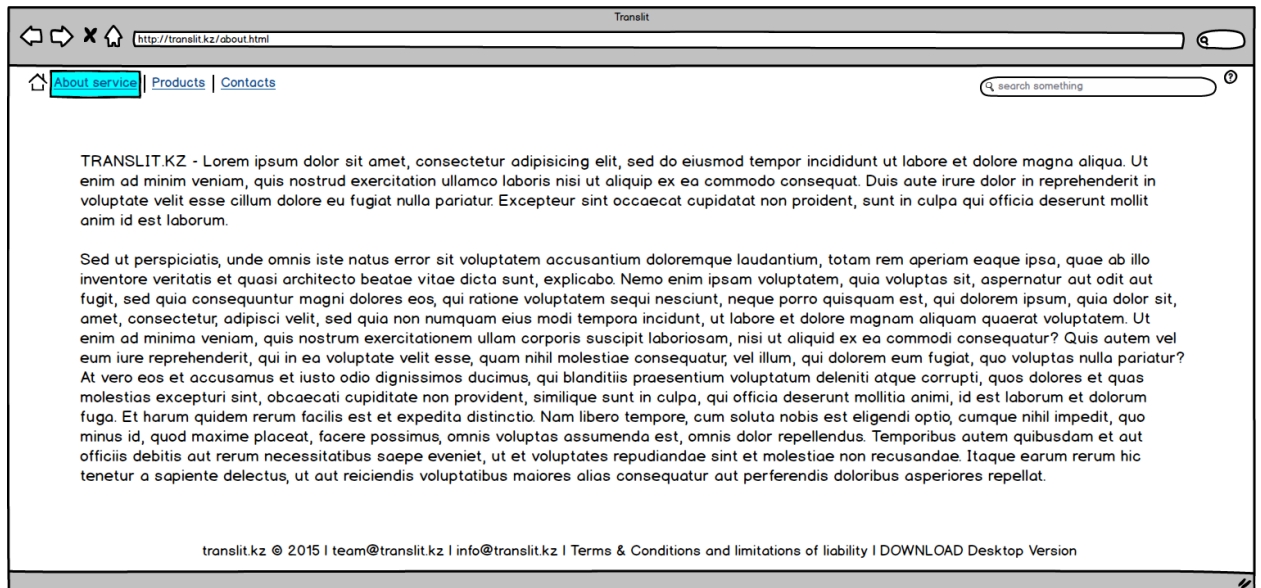 Translit
http://translit.kz/about.html
About service | Products | Contacts
search something
?
TRANSLIT.KZ - Lorem ipsum dolor sit amet, consectetur adipisicing elit, sed do eiusmod tempor incididunt ut labore et dolore magna aliqua. Ut
enim ad minim veniam, quis nostrud exercitation ullamco laboris nisi ut aliquip ex ea commodo consequat. Duis aute irure dolor in reprehenderit in
voluptate velit esse cillum dolore eu fugiat nulla pariatur. Excepteur sint occaecat cupidatat non proident, sunt in culpa qui officia deserunt mollit
anim id est laborum.
Sed ut perspiciatis, unde omnis iste natus error sit voluptatem accusantium doloremque laudantium, totam rem aperiam eaque ipsa, quae ab illo
inventore veritatis et quasi architecto beatae vitae dicta sunt, explicabo. Nemo enim ipsam voluptatem, quia voluptas sit, aspernatur aut odit aut
fugit, sed quia consequuntur magni dolores eos, qui ratione voluptatem sequi nesciunt, neque porro quisquam est, qui dolorem ipsum, quia dolor sit,
amet, consectetur, adipisci velit, sed quia non numquam eius modi tempora incidunt, ut labore et dolore magnam aliquam quaerat voluptatem. Ut
enim ad minima veniam, quis nostrum exercitationem ullam corporis suscipit laboriosam, nisi ut aliquid ex ea commodi consequatur? Quis autem vel
eum iure reprehenderit, qui in ea voluptate velit esse, quam nihil molestiae consequatur, vel illum, qui dolorem eum fugiat, quo voluptas nulla pariatur?
At vero eos et accusamus et iusto odio dignissimos ducimus, qui blanditiis praesentium voluptatum deleniti atque corrupti, quos dolores et quas
molestias excepturi sint, obcaecati cupiditate non provident, similique sunt in culpa, qui officia deserunt mollitia animi, id est laborum et dolorum
fuga. Et harum quidem rerum facilis est et expedita distinctio. Nam libero tempore, cum soluta nobis est eligendi optio, cumque nihil impedit, quo
minus id, quod maxime placeat, facere possimus, omnis voluptas assumenda est, omnis dolor repellendus. Temporibus autem quibusdam et aut
officiis debitis aut rerum necessitatibus saepe eveniet, ut et voluptates repudiandae sint et molestiae non recusandae. Itaque earum rerum hic
tenetur a sapiente delectus, ut aut reiciendis voluptatibus maiores alias consequatur aut perferendis doloribus asperiores repellat.
translit.kz © 2015 | team@translit.kz | info@translit.kz | Terms & Conditions and limitations of liability | DOWNLOAD Desktop Version